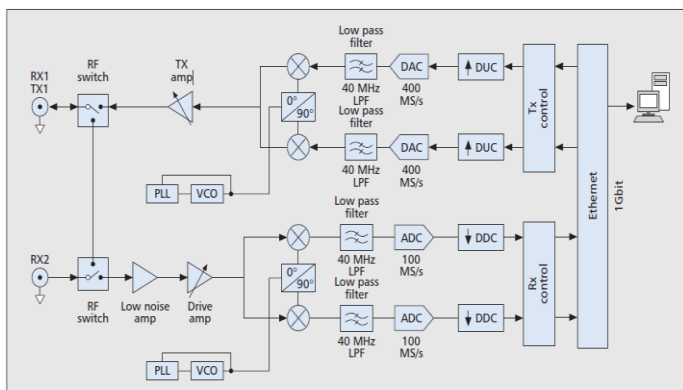 Low pass
filter
RX1
TX1
RF
switch
TX
amp
40 MHz
LPF
DAC
400
MS/s
DUC
Tx control
Ethernet
1Gbit
0°
90°
Low pass
filter
40 MHz
LPF
DAC
400
MS/s
DUC
PLL
VCO
Low pass
filter
40 MHz
LPF
ADC
100
MS/s
DDC
Rx control
RX2
RF
switch
Low noise
amp
Drive
amp
0°
90°
Low pass
filter
40 MHz
LPF
ADC
100
MS/s
DDC
PLL
VCO